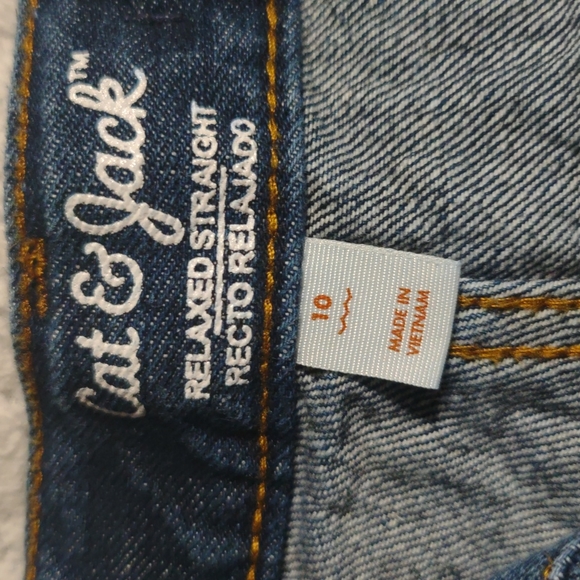 Cat & Jack™
RELAXED STRAIGHT
RECTO RELAJADO
10
MADE IN
VIETNAM